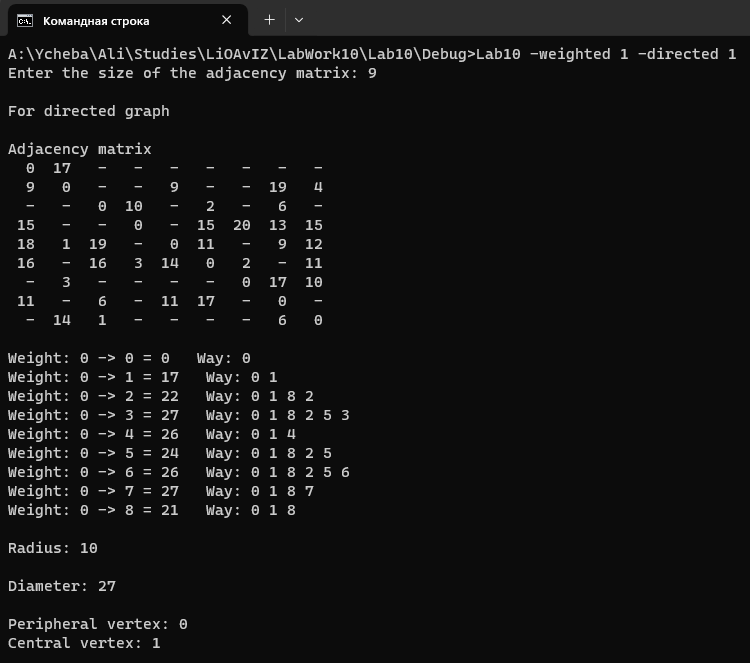 Командная строка
A:\Ycheba\Ali\Studies\LiOAvIZ\LabWork10\Lab10\Debug>Lab10 -weighted 1 -directed 1
Enter the size of the adjacency matrix: 9
For directed graph
Adjacency matrix
0 17 - - - - - - -
9 0 - - 9 - - 19 4
- - 0 10 - 2 - 6 -
15 - - 0 - 15 20 13 15
18 1 19 - 0 11 - 9 12
16 - 16 3 14 0 2 - 11
- 3 - - - - 0 17 10
11 - 6 - 11 17 - 0 -
- 14 1 - - - - 6 0
Weight: 0 -> 0 = 0 Way: 0
Weight: 0 -> 1 = 17 Way: 0 1
Weight: 0 -> 2 = 22 Way: 0 1 8 2
Weight: 0 -> 3 = 27 Way: 0 1 8 2 5 3
Weight: 0 -> 4 = 26 Way: 0 1 4
Weight: 0 -> 5 = 24 Way: 0 1 8 2 5
Weight: 0 -> 6 = 26 Way: 0 1 8 2 5 6
Weight: 0 -> 7 = 27 Way: 0 1 8 7
Weight: 0 -> 8 = 21 Way: 0 1 8
Radius: 10
Diameter: 27
Peripheral vertex: 0
Central vertex: 1